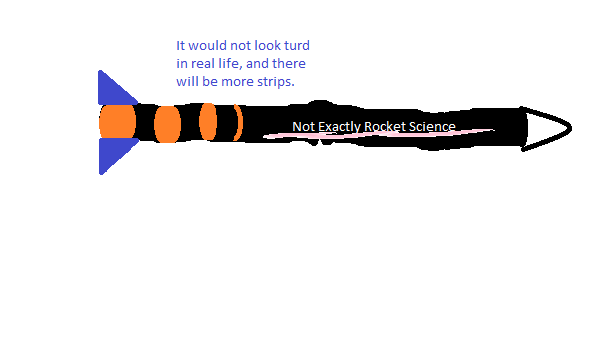 It would not look turd
in real life, and there
will be more strips.
Not Exactly Rocket Science